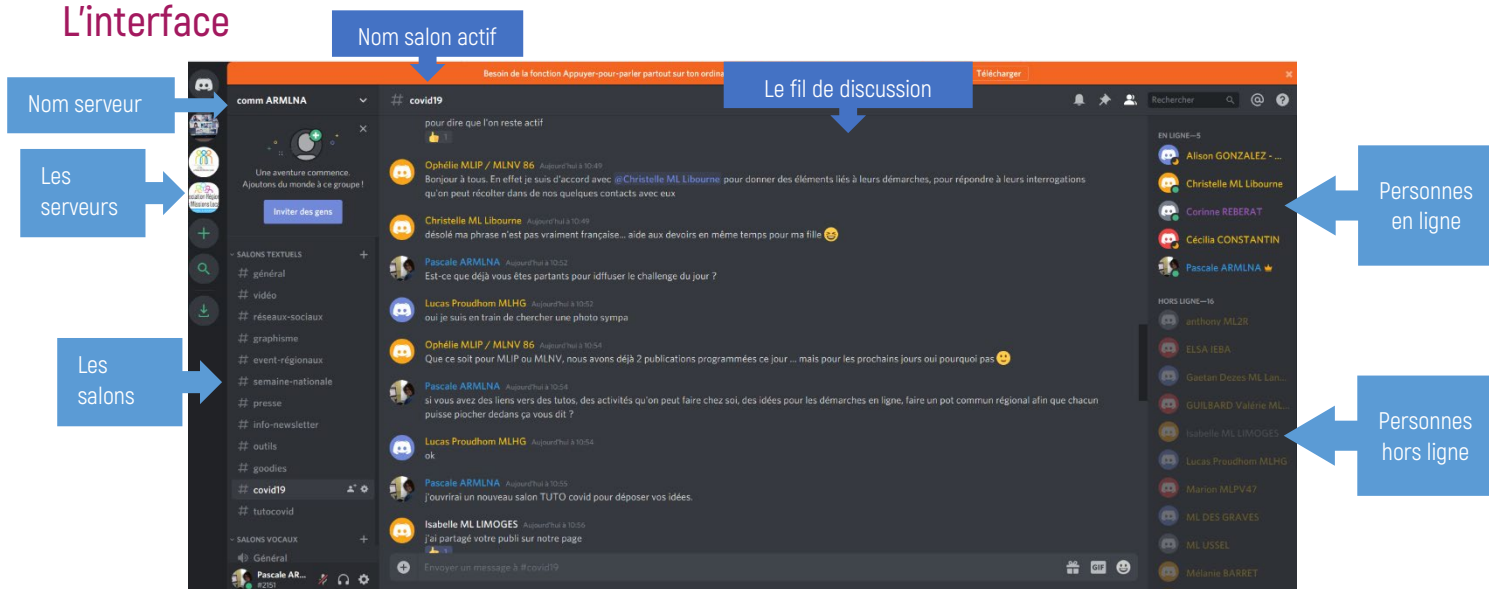 L'interface
Nom salon actif
Nom serveur
Les
serveurs
Les
salons
Le fil de discussion
Personnes
en ligne
Personnes
hors ligne
Besoin de la fonction Appuyer-pour-parler partout sur ton ordina
Télécharger
comm ARMLNA
# covid19
Rechercher
Une aventure commence.
Ajoutons du monde à ce groupe !
Inviter des gens
SALONS TEXTUELS
# général
# vidéo
# réseaux-sociaux
# graphisme
# event-régionaux
# semaine-nationale
# presse
# info-newsletter
# outils
# goodies
# covid19
# tutocovid
SALONS VOCAUX
Général
Pascale AR...
#2151
pour dire que l'on reste actif
1
Ophélie MLIP / MLNV 86 Aujourd'hui à 10:49
Bonjour à tous. En effet je suis d'accord avec @Christelle ML Libourne pour donner des éléments liés à leurs démarches, pour répondre à leurs interrogations
qu'on peut récolter dans de nos quelques contacts avec eux
Christelle ML Libourne Aujourd'hui à 10:49
désolé ma phrase n'est pas vraiment française... aide aux devoirs en même temps pour ma fille 😆
Pascale ARMLNA Aujourd'hui à 10:52
Est-ce que déjà vous êtes partants pour idffuser le challenge du jour ?
Lucas Proudhom MLHG Aujourd'hui à 10:52
oui je suis en train de chercher une photo sympa
Ophélie MLIP / MLNV 86 Aujourd'hui à 10:54
Que ce soit pour MLIP ou MLNV, nous avons déjà 2 publications programmées ce jour ... mais pour les prochains jours oui pourquoi pas 🙂
Pascale ARMLNA Aujourd'hui à 10:54
si vous avez des liens vers des tutos, des activités qu'on peut faire chez soi, des idées pour les démarches en ligne, faire un pot commun régional afin que chacun
puisse piocher dedans ça vous dit ?
Lucas Proudhom MLHG Aujourd'hui à 10:54
ok
Pascale ARMLNA Aujourd'hui à 10:55
j'ouvrirai un nouveau salon TUTO covid pour déposer vos idées.
Isabelle ML LIMOGES Aujourd'hui à 10:56
j'ai partagé votre publi sur notre page
1
Envoyer un message à #covid19
GIF
EN LIGNE—5
Alison GONZALEZ - ...
Christelle ML Libourne
Corinne REBERAT
Cécilia CONSTANTIN
Pascale ARMLNA
HORS LIGNE—16
anthony ML2R
ELSA IEBA
Gaetan Dezes ML Lan...
GUILBARD Valérie ML...
Isabelle ML LIMOGES
Lucas Proudhom MLHG
Marion MLPV47
ML DES GRAVES
ML USSEL
Mélanie BARRET